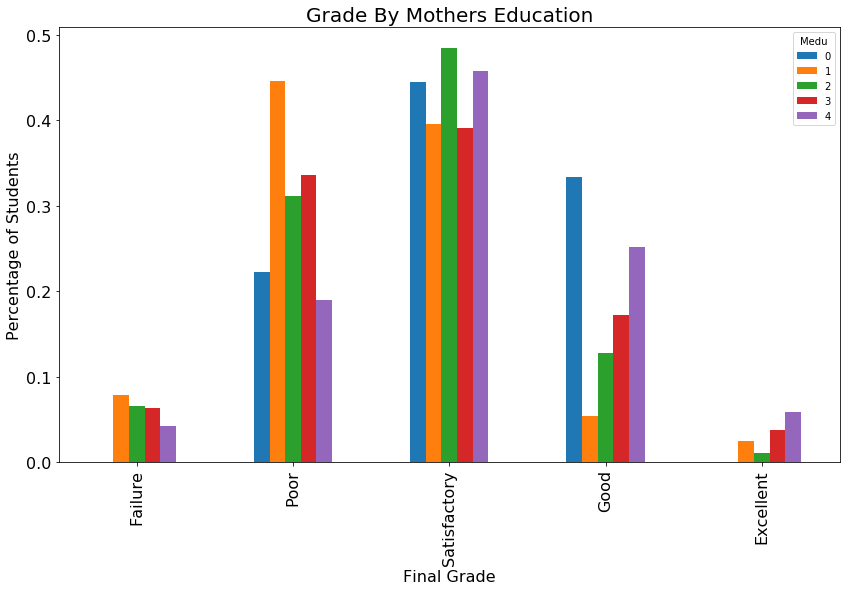 Grade By Mothers Education
Medu
0
1
2
3
4
Percentage of Students
0.5
0.4
0.3
0.2
0.1
0.0
Failure
Poor
Satisfactory
Good
Excellent
Final Grade